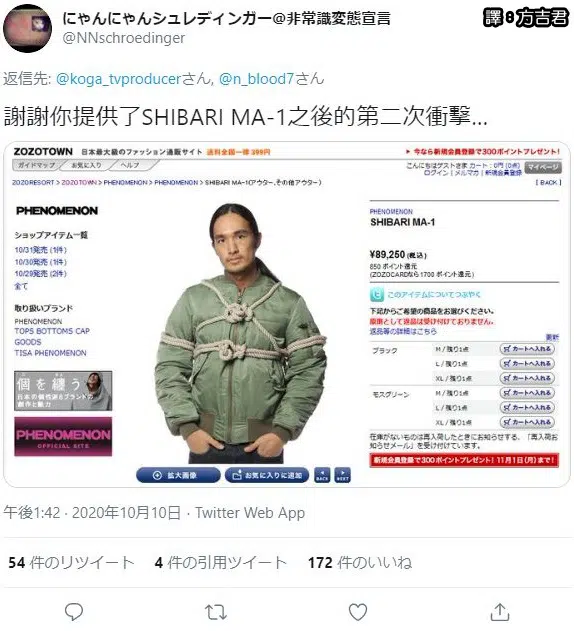 にゃんにゃんシュレディンガー@非常識変態宣言
譯:方吉君
@NNschroedinger
返信先: @koga_tvproducerさん, @n_blood7さん
謝謝你提供了SHIBARI MA-1之後的第二次衝擊...
ZOZOTOWN 日本最大級のファッション通販サイト 送料全国一律 399円
今なら新規会員登録で300ポイントプレゼント!
ガイドマップ お気に入り ヘルプ
こんにちはゲストさま カート : 0円 (0点)
ログイン | メルマガ | 新規会員登録
マイページ
ZOZORESORT > ZOZOTOWN > PHENOMENON > PHENOMENON > SHIBARI MA-1(アウター,その他アウター)
[ BACK ]
PHENOMENON
ショップアイテム一覧
10/31発売 (1件)
10/30発売 (1件)
10/29発売 (2件)
全て
取り扱いブランド
PHENOMENON
TOPS BOTTOMS CAP
GOODS
TISA PHENOMENON
個を纏う
日本の個性派ブランドの
PHENOMENON
OFFICIAL SITE
拡大画像
お気に入りに追加
BACK
NEXT
PHENOMENON
SHIBARI MA-1
¥89,250 (税込)
850 ポイント還元
(ZOZOCARDなら1700 ポイント還元)
このアイテムについてつぶやく
下記からご希望の商品をお選びください。
原則として返品は受け付けておりません。
返品等の詳細はこちら
更新
ブラック M / 残り1点 カートへ入れる
L / 残り1点 カートへ入れる
XL / 残り1点 カートへ入れる
モスグリーン M / 残り1点 カートへ入れる
L / 残り1点 カートへ入れる
XL / 残り1点 カートへ入れる
在庫がないものは再入荷したときにお知らせする、「再入荷お
知らせメール」を受け付けています。
新規会員登録で300ポイントプレゼント! 11月1日(月)まで!
午後1:42 · 2020年10月10日 · Twitter Web App
54 件のリツイート 4 件の引用ツイート 172 件のいいね